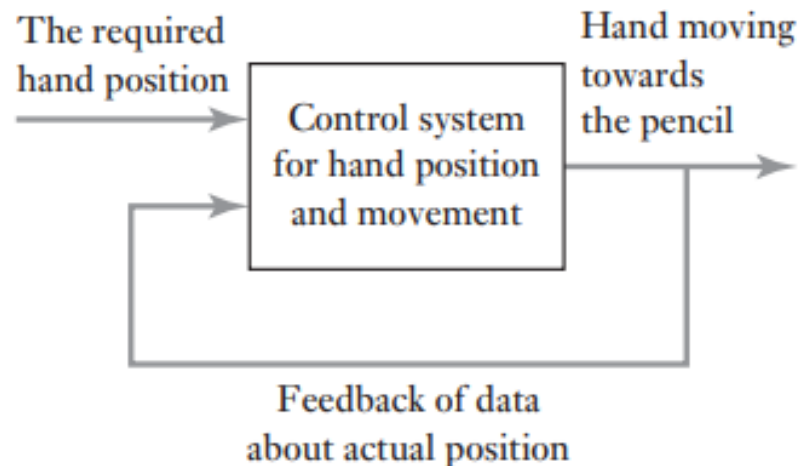 The required
hand position
Control system
for hand position
and movement
Hand moving
towards
the pencil
Feedback of data
about actual position